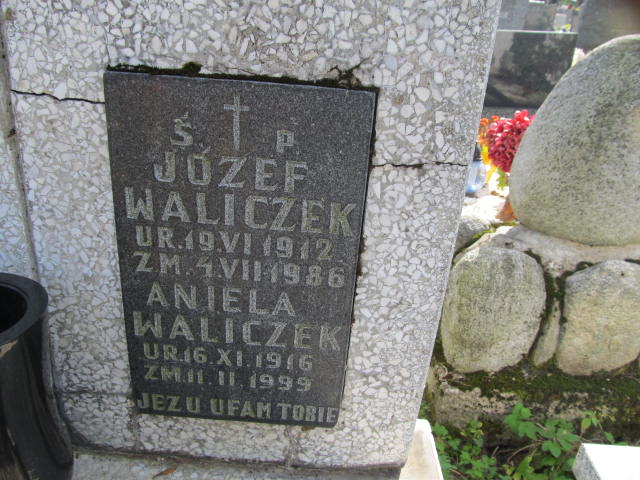 Ś P
JÓZEF
WALICZEK
UR.19.VI 1912
ZM.4.VII.1986
ANIELA
WALICZEK
UR.16.XI.1916
ZM.11.II 1999
JEZU UFAM TOBIE